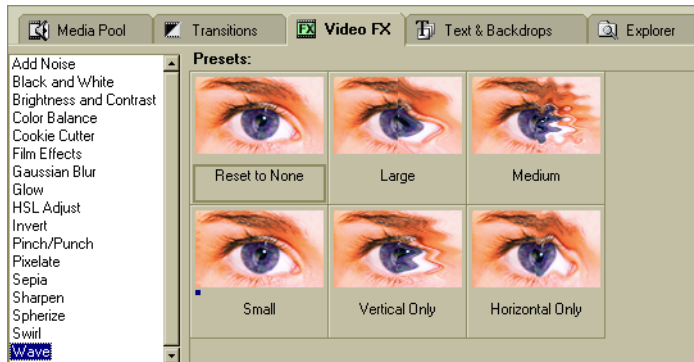 Media Pool
Transitions
FX Video FX
T Text & Backdrops
Explorer
Add Noise
Black and White
Brightness and Contrast
Color Balance
Cookie Cutter
Film Effects
Gaussian Blur
Glow
HSL Adjust
Invert
Pinch/Punch
Pixelate
Sepia
Sharpen
Spherize
Swirl
Wave
Presets:
Reset to None
Large
Medium
Small
Vertical Only
Horizontal Only